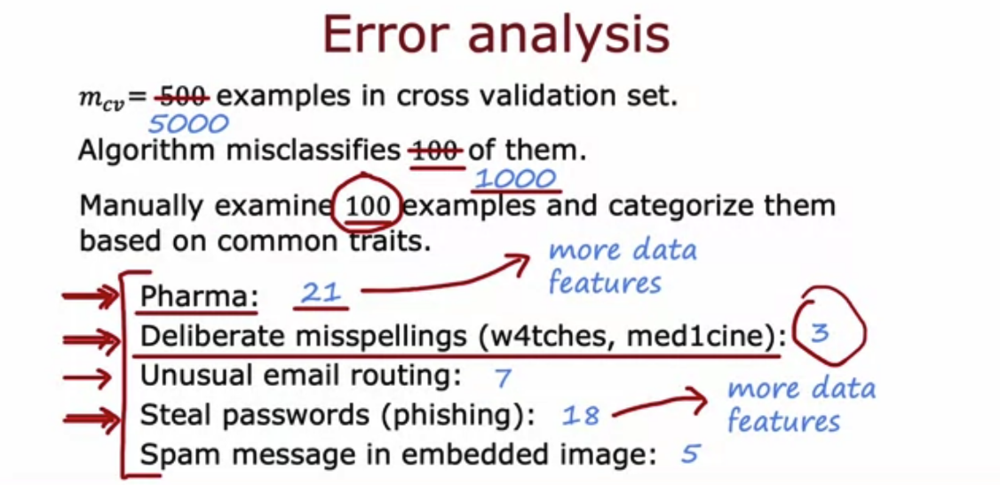 Error analysis
m_cv = 500 examples in cross validation set.
5000
Algorithm misclassifies 100 of them.
1000
Manually examine 100 examples and categorize them
based on common traits.
more data
features
Pharma: 21
Deliberate misspellings (w4tches, med1cine): 3
Unusual email routing: 7
more data
features
Steal passwords (phishing): 18
Spam message in embedded image: 5